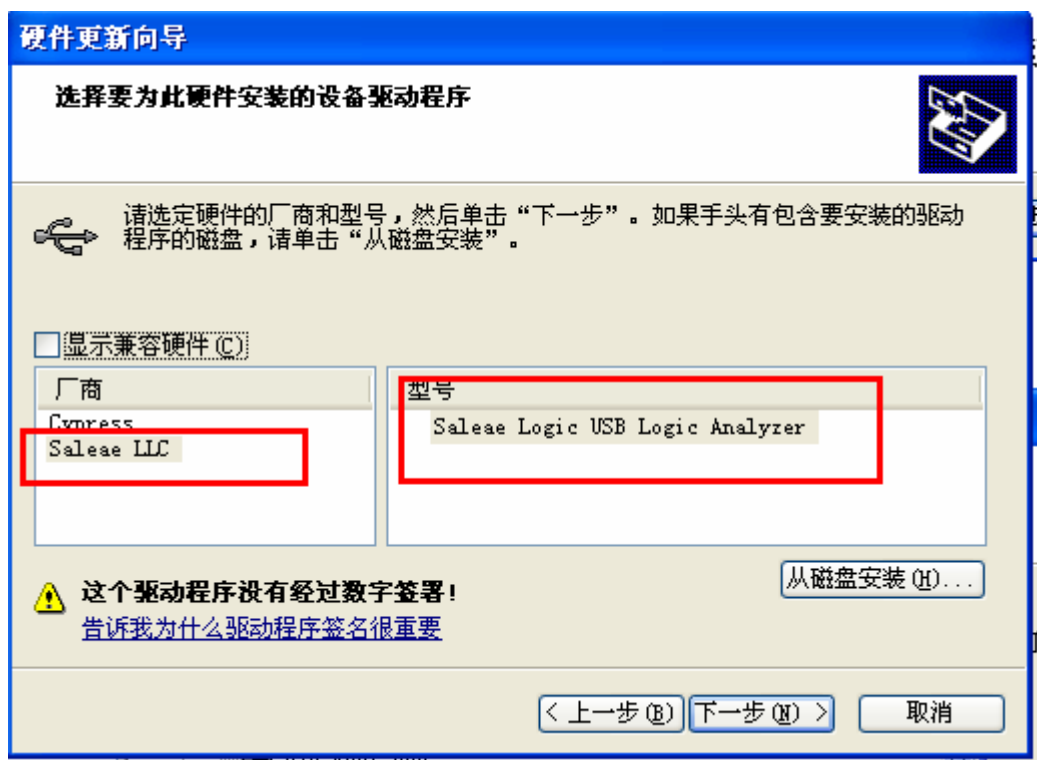 硬件更新向导
选择要为此硬件安装的设备驱动程序
请选定硬件的厂商和型号，然后单击“下一步”。如果手头有包含要安装的驱动
程序的磁盘，请单击“从磁盘安装”。
显示兼容硬件(C)
厂商
Cypress
Saleae LLC
型号
Saleae Logic USB Logic Analyzer
从磁盘安装(H)...
这个驱动程序没有经过数字签署!
告诉我为什么驱动程序签名很重要
< 上一步(B)
下一步(N) >
取消